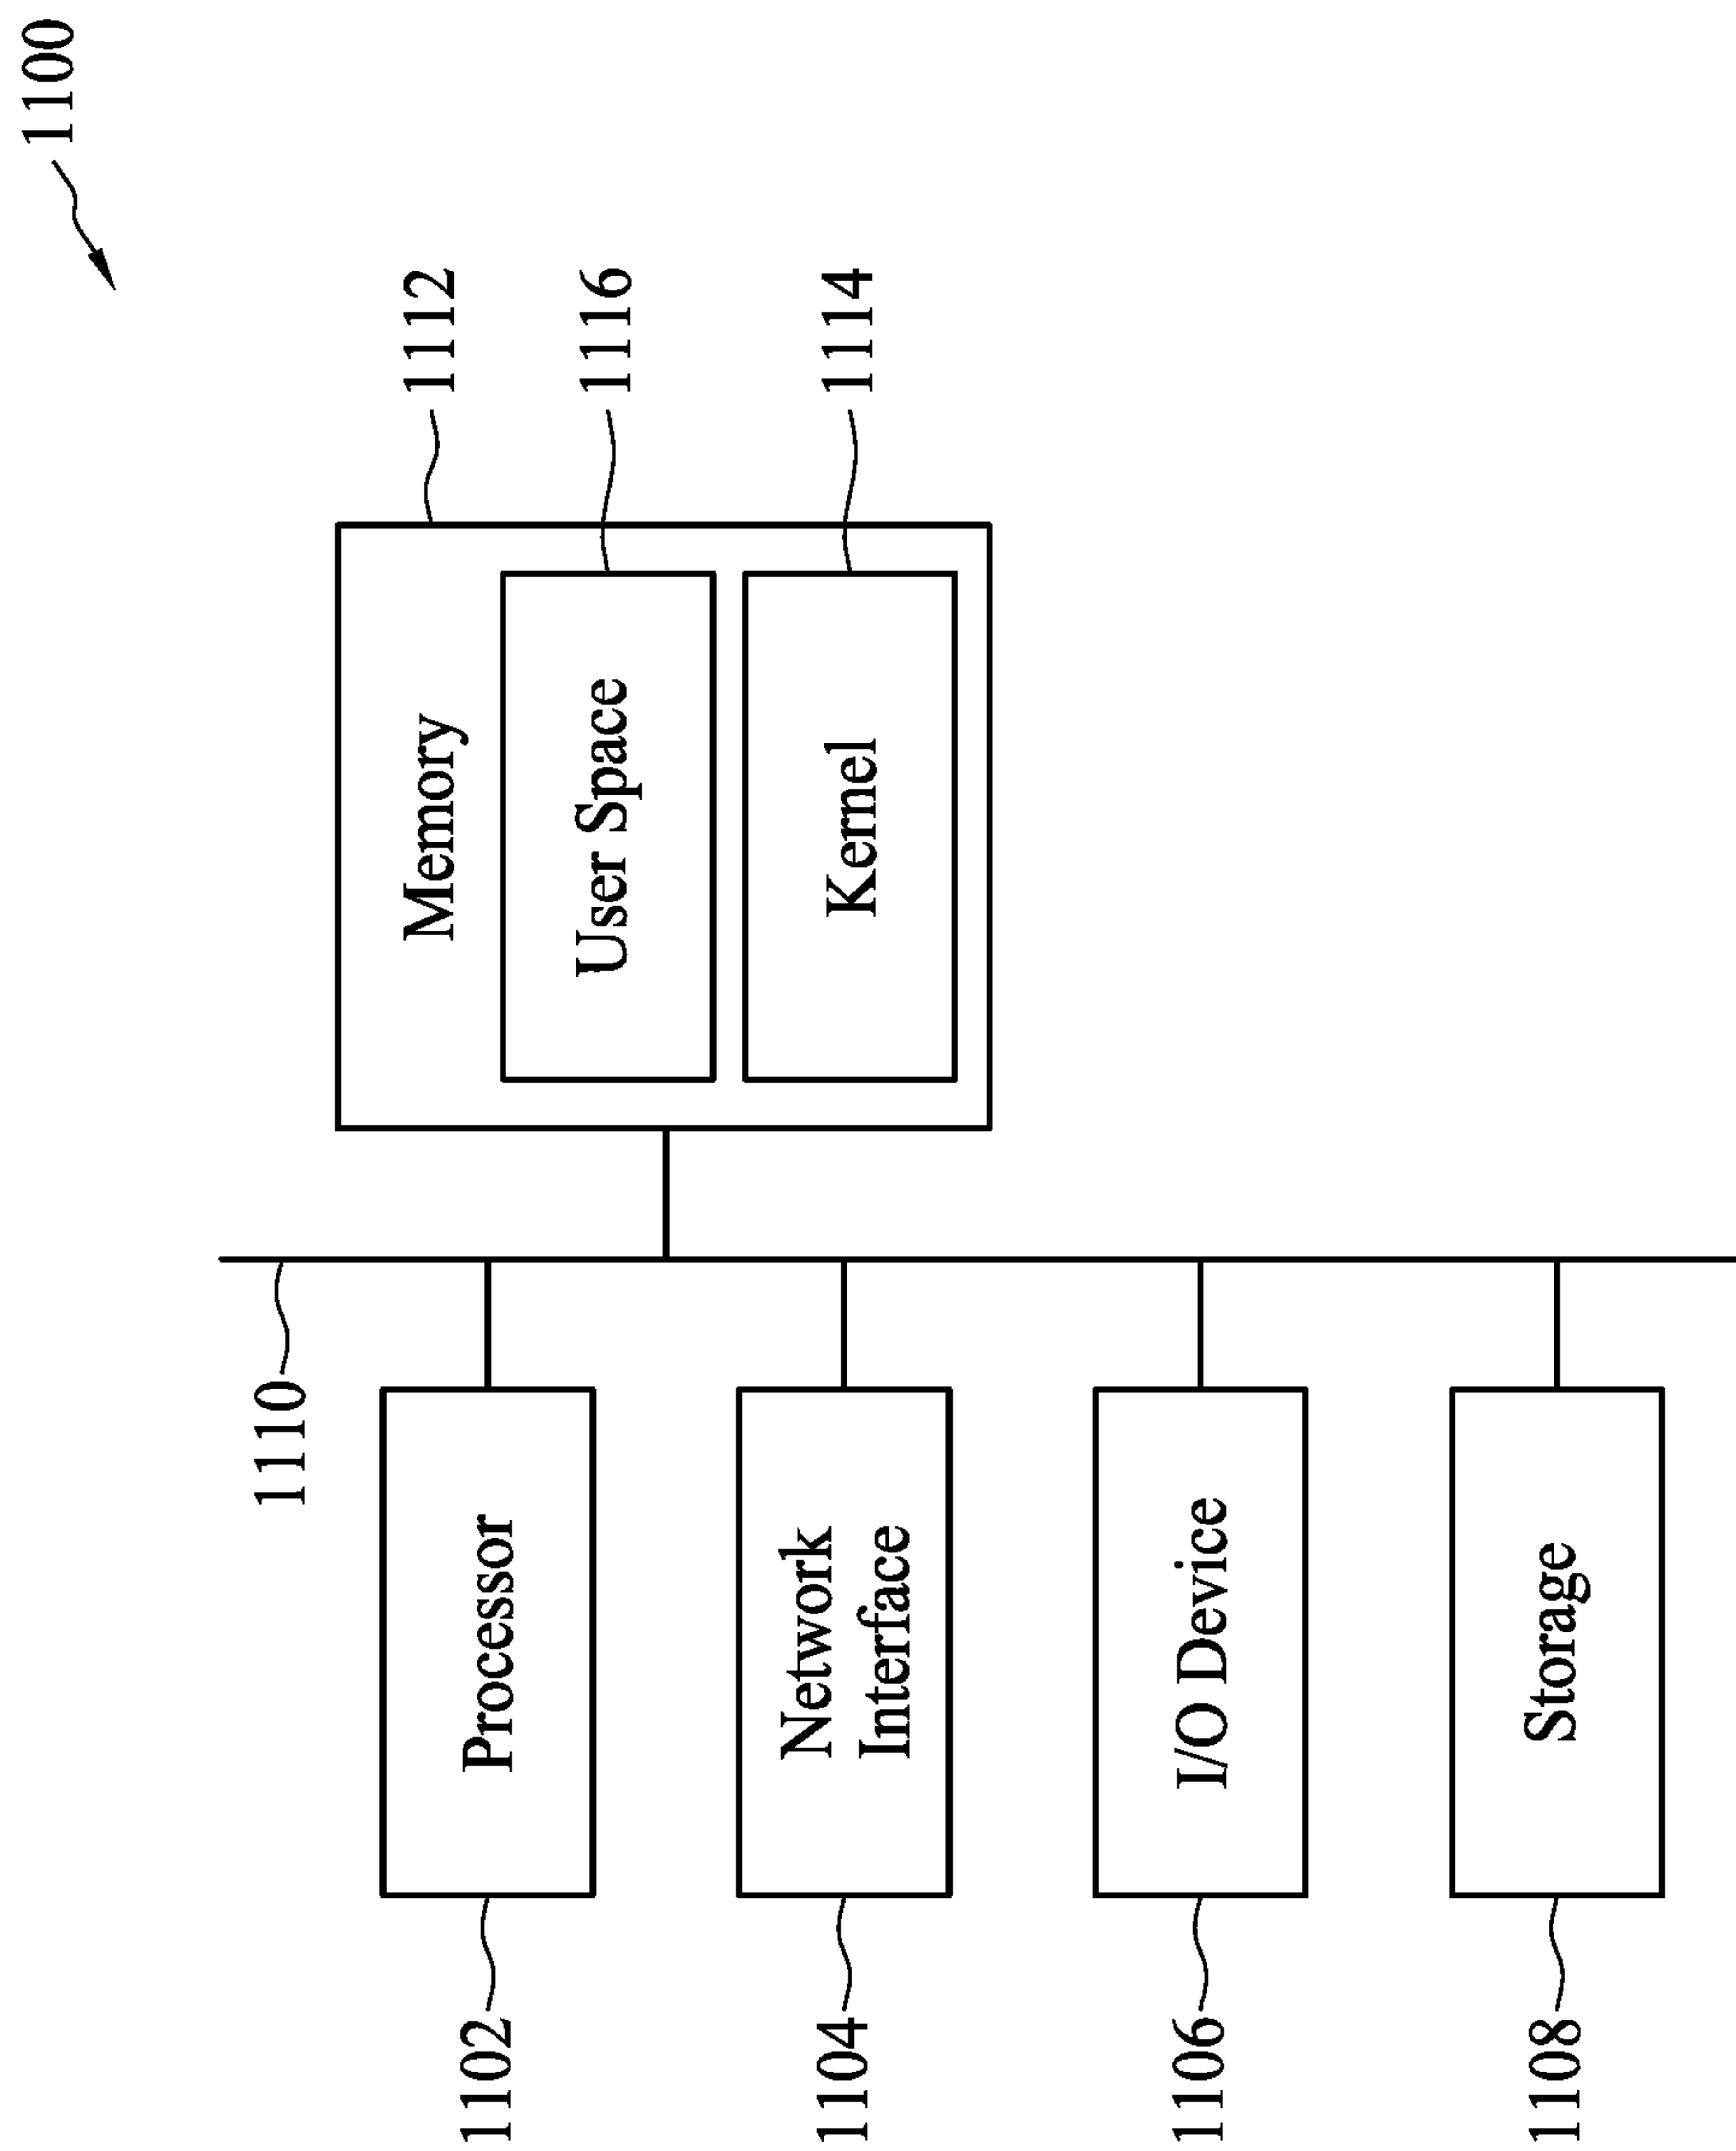 1100
1102
Processor
1110
Memory
1112
User Space
1116
Kernel
1114
1104
Network
Interface
1106
I/O Device
1108
Storage